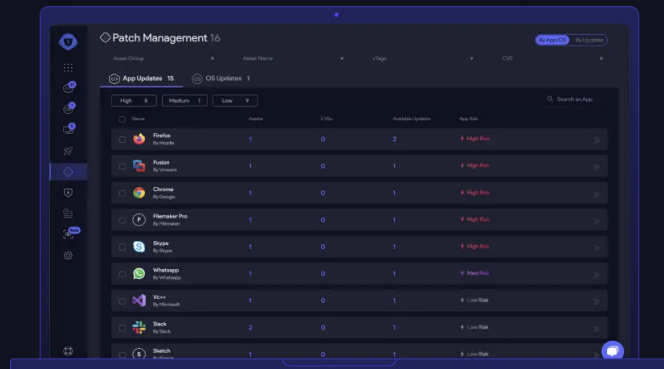 Patch Management 16
By App/OS By Updates
Asset Group Asset Name +Tags CVE
App Updates 15 OS Updates 1
High 5 Medium 1 Low 9
Search an App
Name Assets CVEs Available Updates App Risk
Firefox
By Mozilla
1 0 2 High Risk
Fusion
By Vmware
1 0 1 High Risk
Chrome
By Google
1 0 1 High Risk
F
Filemaker Pro
By Filemaker
1 0 1 High Risk
Skype
By Skype
1 0 1 High Risk
Whatsapp
By Whatsapp
1 0 1 Med Risk
By Microsoft
1 0 1 Low Risk
Slack
By Slack
2 0 1 Low Risk
S
Sketch
1 0 1 Low Risk
Beta